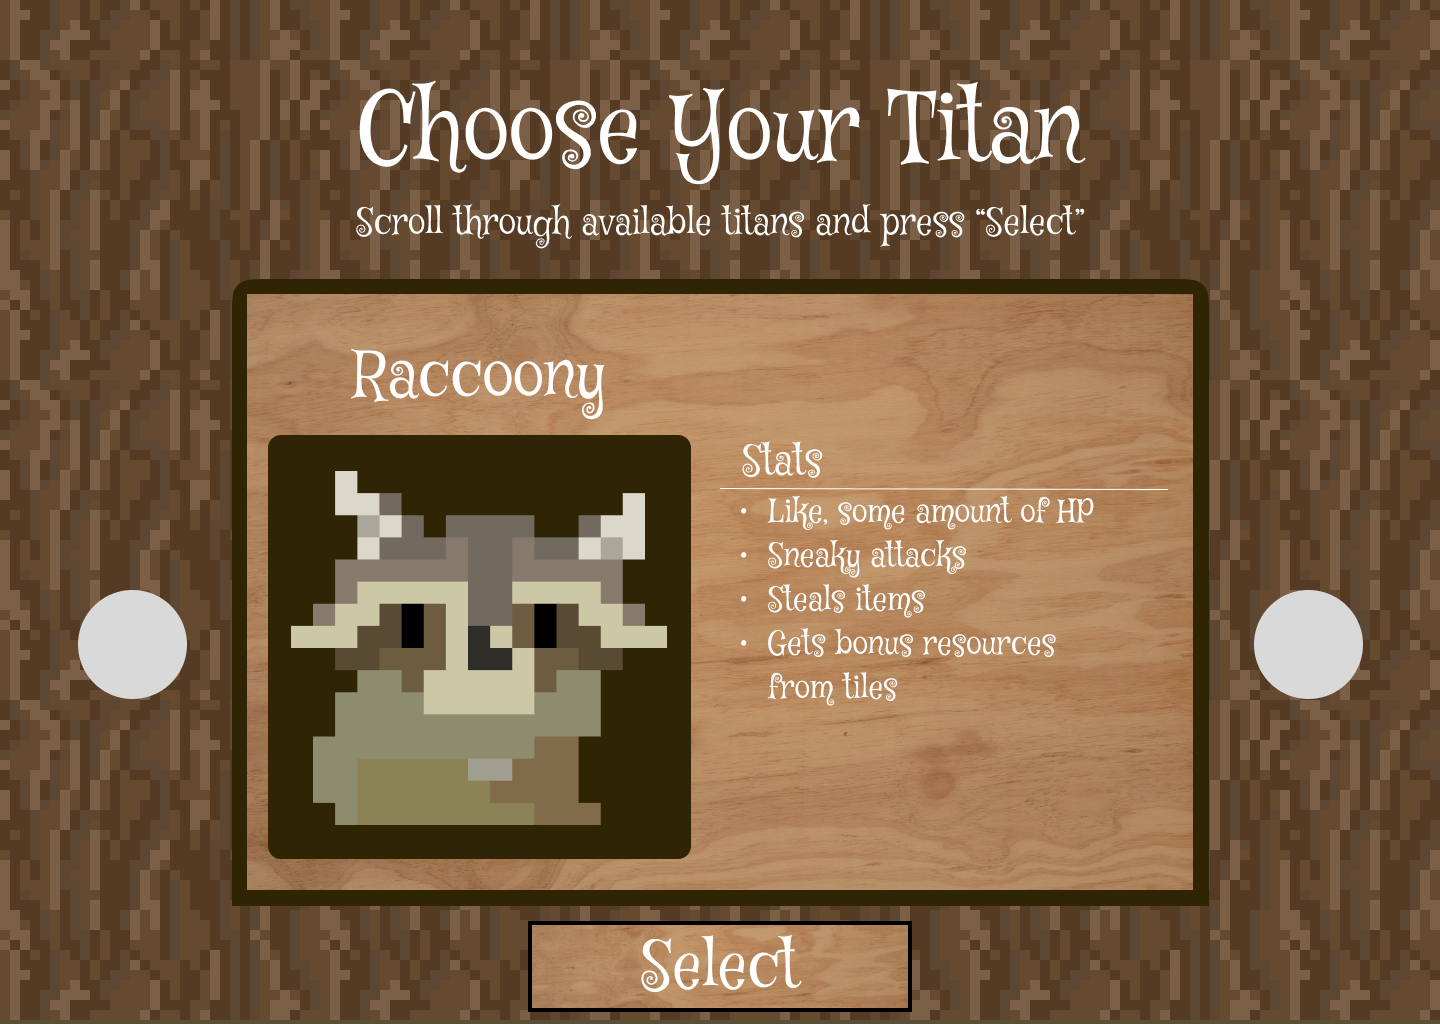 Choose Your Titan
Scroll through available titans and press “Select”
Raccoony
Stats
• Like, some amount of HP
• Sneaky attacks
• Steals items
• Gets bonus resources
from tiles
Select